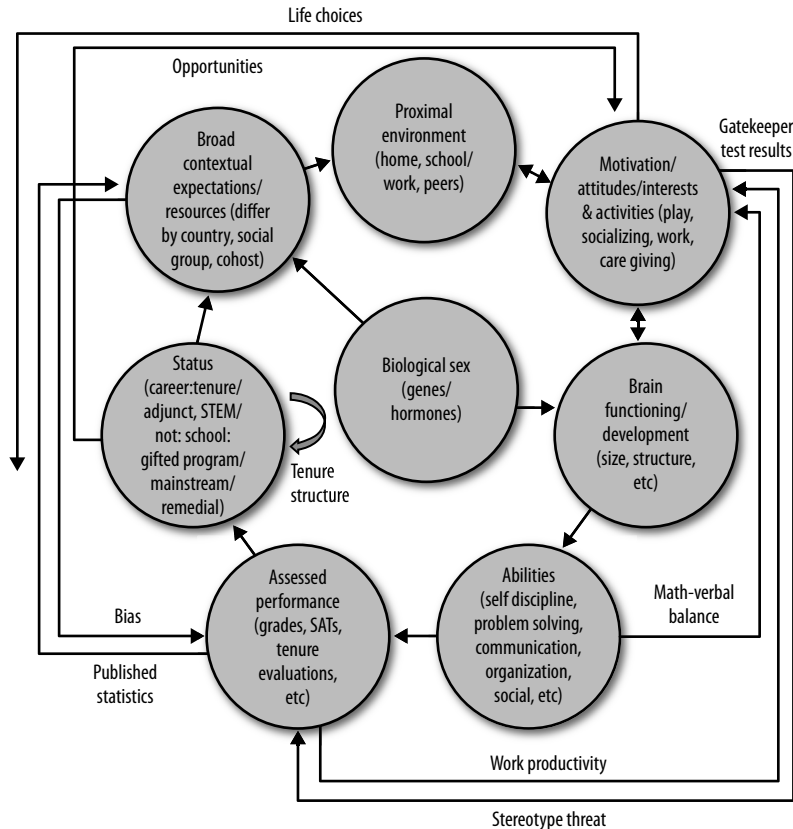 Life choices
Opportunities
Proximal
environment
(home, school/
work, peers)
Gatekeeper
test results
Broad
contextual
expectations/
resources (differ
by country, social
group, cohost)
Motivation/
attitudes/interests
& activities (play,
socializing, work,
care giving)
Status
(career:tenure/
adjunct, STEM/
not: school:
gifted program/
mainstream/
remedial)
Tenure
structure
Biological sex
(genes/
hormones)
Brain
functioning/
development
(size, structure,
etc)
Assessed
performance
(grades, SATs,
tenure
evaluations,
etc)
Abilities
(self discipline,
problem solving,
communication,
organization,
social, etc)
Math-verbal
balance
Bias
Published
statistics
Work productivity
Stereotype threat